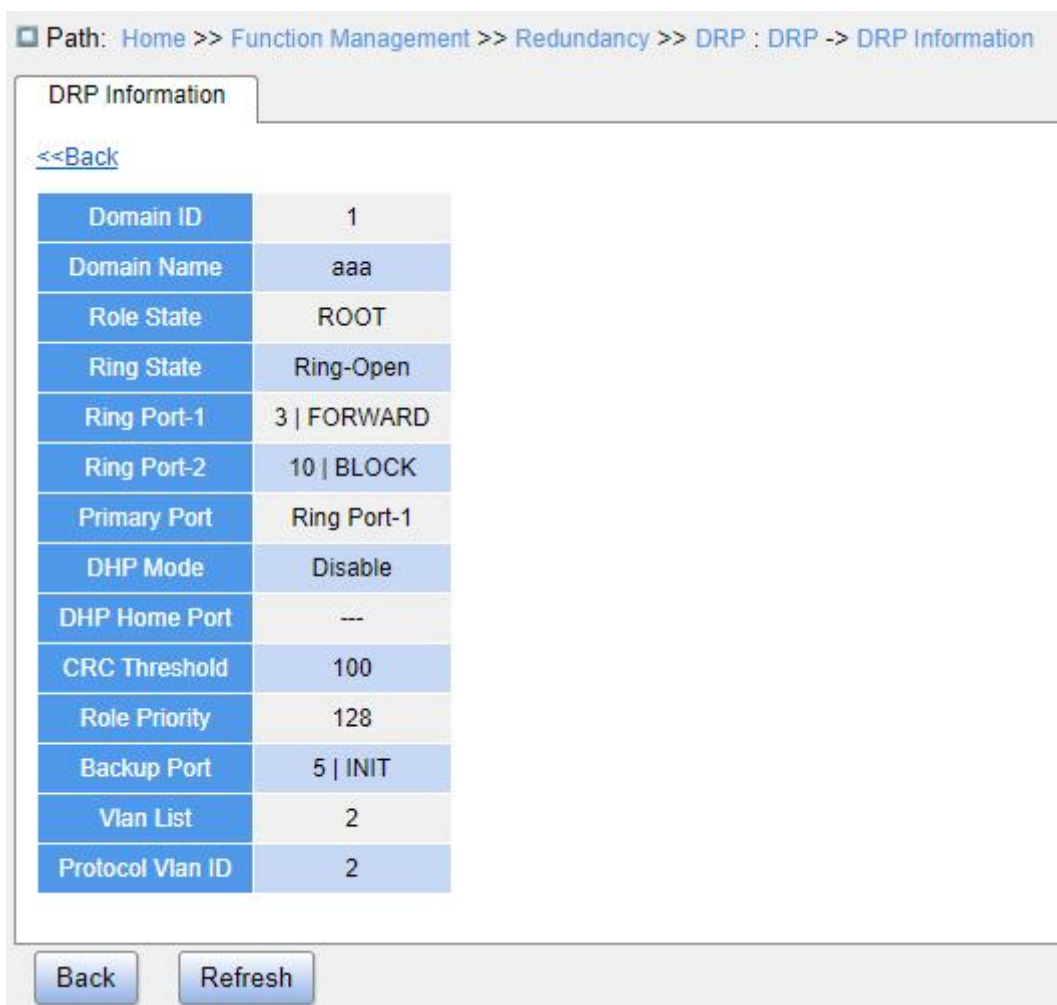 Path: Home >> Function Management >> Redundancy >> DRP : DRP -> DRP Information
DRP Information
<<Back
Domain ID 1
Domain Name aaa
Role State ROOT
Ring State Ring-Open
Ring Port-1 3 | FORWARD
Ring Port-2 10 | BLOCK
Primary Port Ring Port-1
DHP Mode Disable
DHP Home Port ---
CRC Threshold 100
Role Priority 128
Backup Port 5 | INIT
Vlan List 2
Protocol Vlan ID 2
Back Refresh